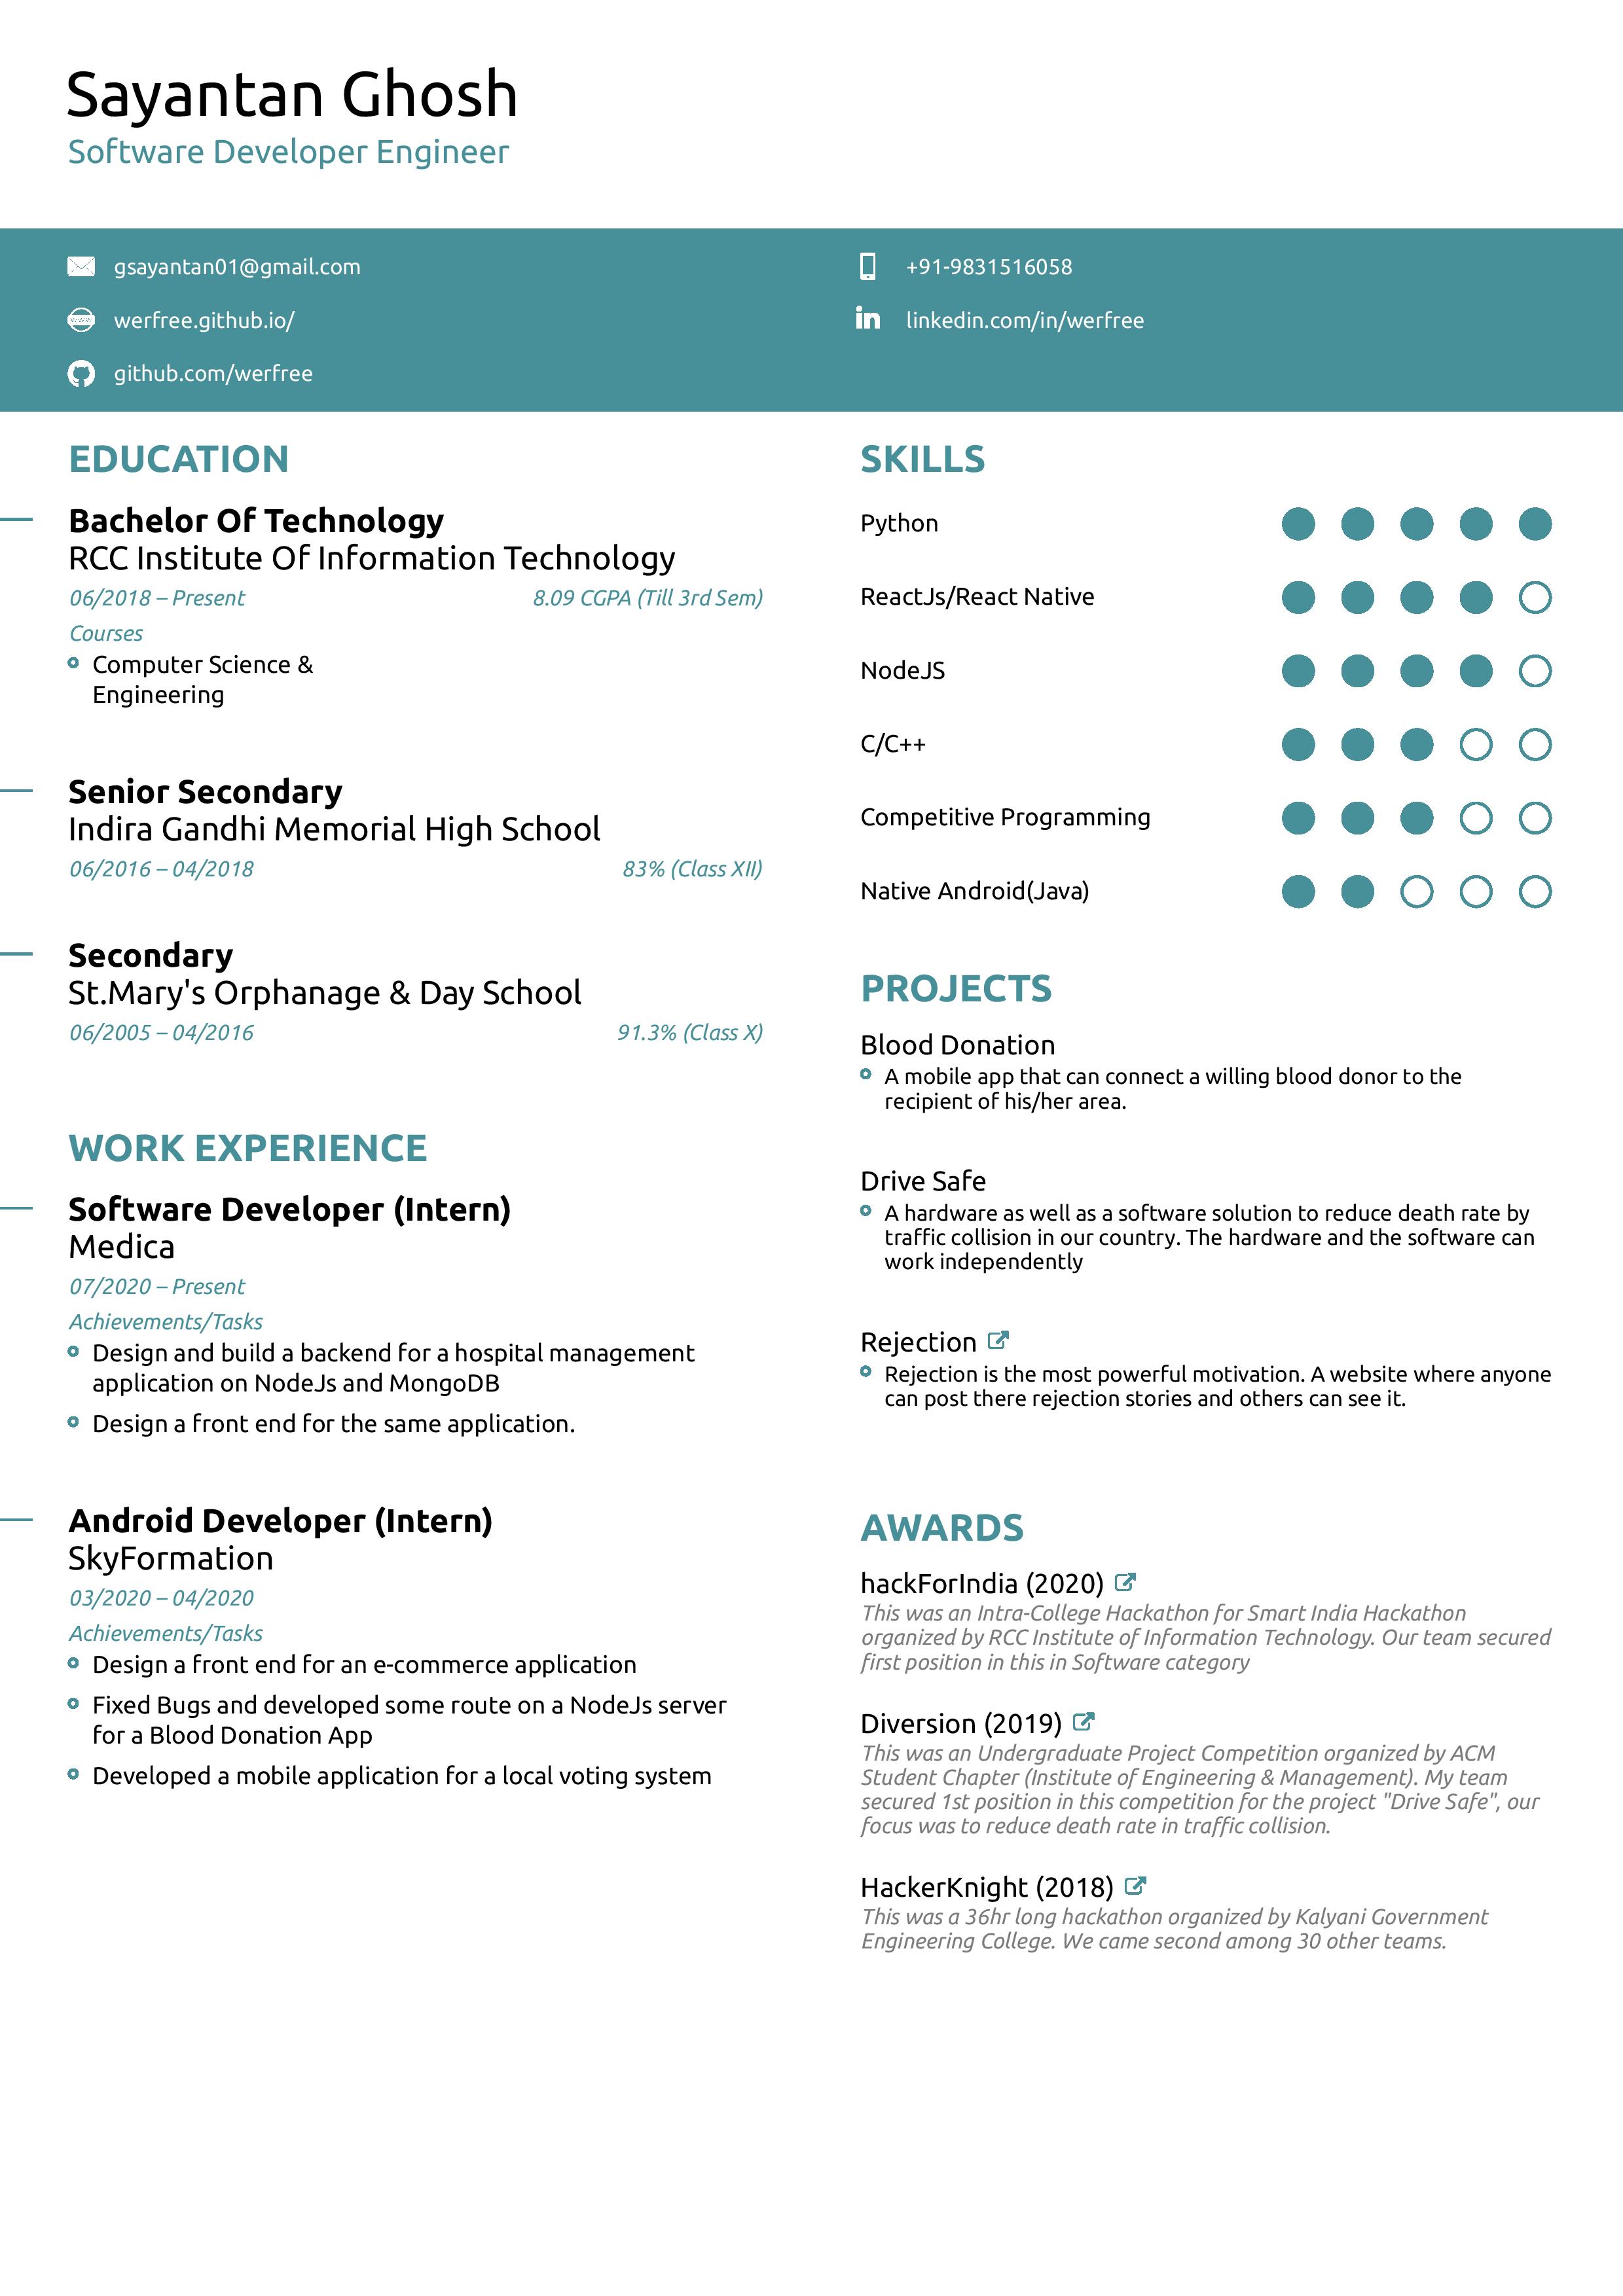 Sayantan Ghosh
Software Developer Engineer
gsayantan01@gmail.com
+91-9831516058
werfree.github.io/
linkedin.com/in/werfree
github.com/werfree
EDUCATION
Bachelor Of Technology
RCC Institute Of Information Technology
06/2018 – Present 8.09 CGPA (Till 3rd Sem)
Courses
Computer Science &
Engineering
Senior Secondary
Indira Gandhi Memorial High School
06/2016 – 04/2018 83% (Class XII)
Secondary
St.Mary's Orphanage & Day School
06/2005 – 04/2016 91.3% (Class X)
WORK EXPERIENCE
Software Developer (Intern)
Medica
07/2020 – Present
Achievements/Tasks
Design and build a backend for a hospital management
application on NodeJs and MongoDB
Design a front end for the same application.
Android Developer (Intern)
SkyFormation
03/2020 – 04/2020
Achievements/Tasks
Design a front end for an e-commerce application
Fixed Bugs and developed some route on a NodeJs server
for a Blood Donation App
Developed a mobile application for a local voting system
SKILLS
Python
ReactJs/React Native
NodeJS
C/C++
Competitive Programming
Native Android(Java)
PROJECTS
Blood Donation
A mobile app that can connect a willing blood donor to the
recipient of his/her area.
Drive Safe
A hardware as well as a software solution to reduce death rate by
traffic collision in our country. The hardware and the software can
work independently
Rejection
Rejection is the most powerful motivation. A website where anyone
can post there rejection stories and others can see it.
AWARDS
hackForIndia (2020)
This was an Intra-College Hackathon for Smart India Hackathon
organized by RCC Institute of Information Technology. Our team secured
first position in this in Software category
Diversion (2019)
This was an Undergraduate Project Competition organized by ACM
Student Chapter (Institute of Engineering & Management). My team
secured 1st position in this competition for the project "Drive Safe", our
focus was to reduce death rate in traffic collision.
HackerKnight (2018)
This was a 36hr long hackathon organized by Kalyani Government
Engineering College. We came second among 30 other teams.